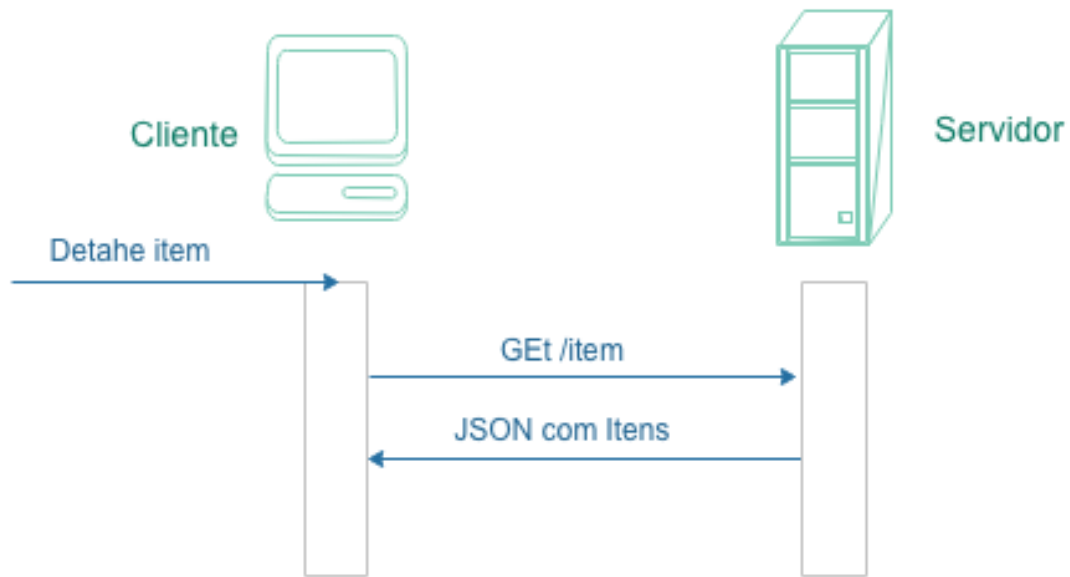 Cliente
Servidor
Detahe item
GEt /item
JSON com Itens